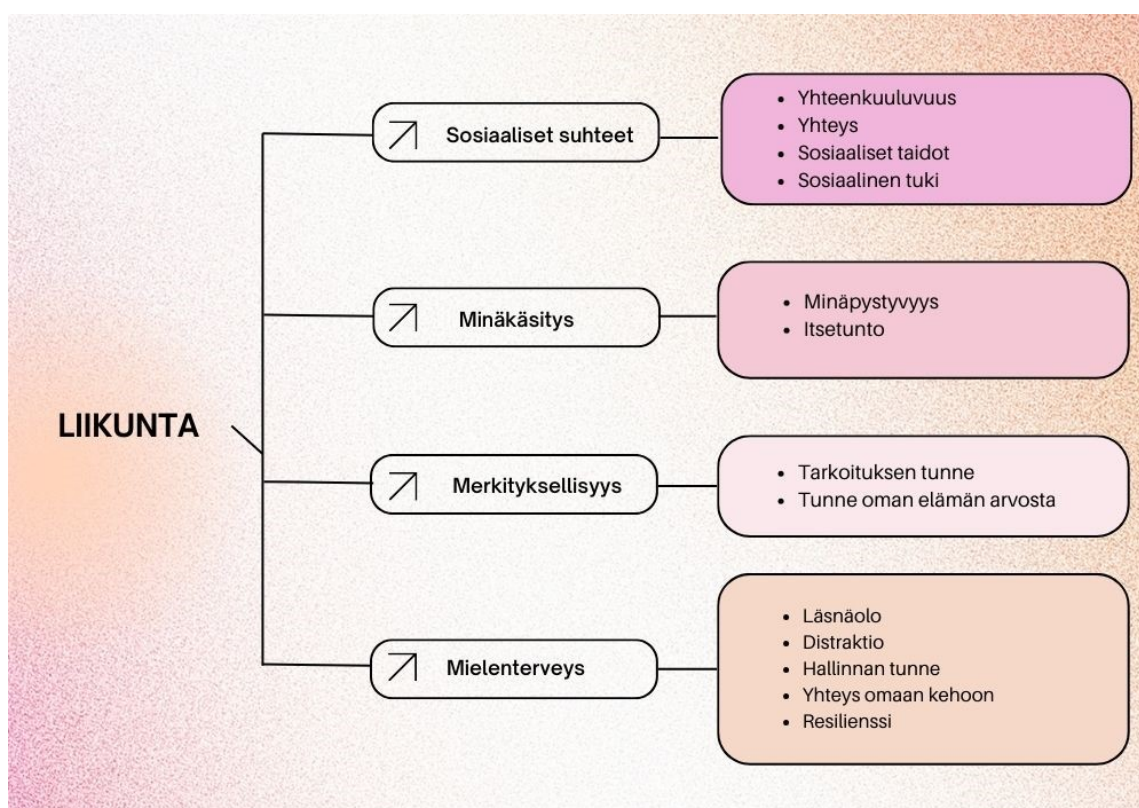 LIIKUNTA
Sosiaaliset suhteet
• Yhteenkuuluvuus
• Yhteys
• Sosiaaliset taidot
• Sosiaalinen tuki
Minäkäsitys
• Minäpystyvyys
• Itsetunto
Merkityksellisyys
• Tarkoituksen tunne
• Tunne oman elämän arvosta
Mielenterveys
• Läsnäolo
• Distraktio
• Hallinnan tunne
• Yhteys omaan kehoon
• Resilienssi